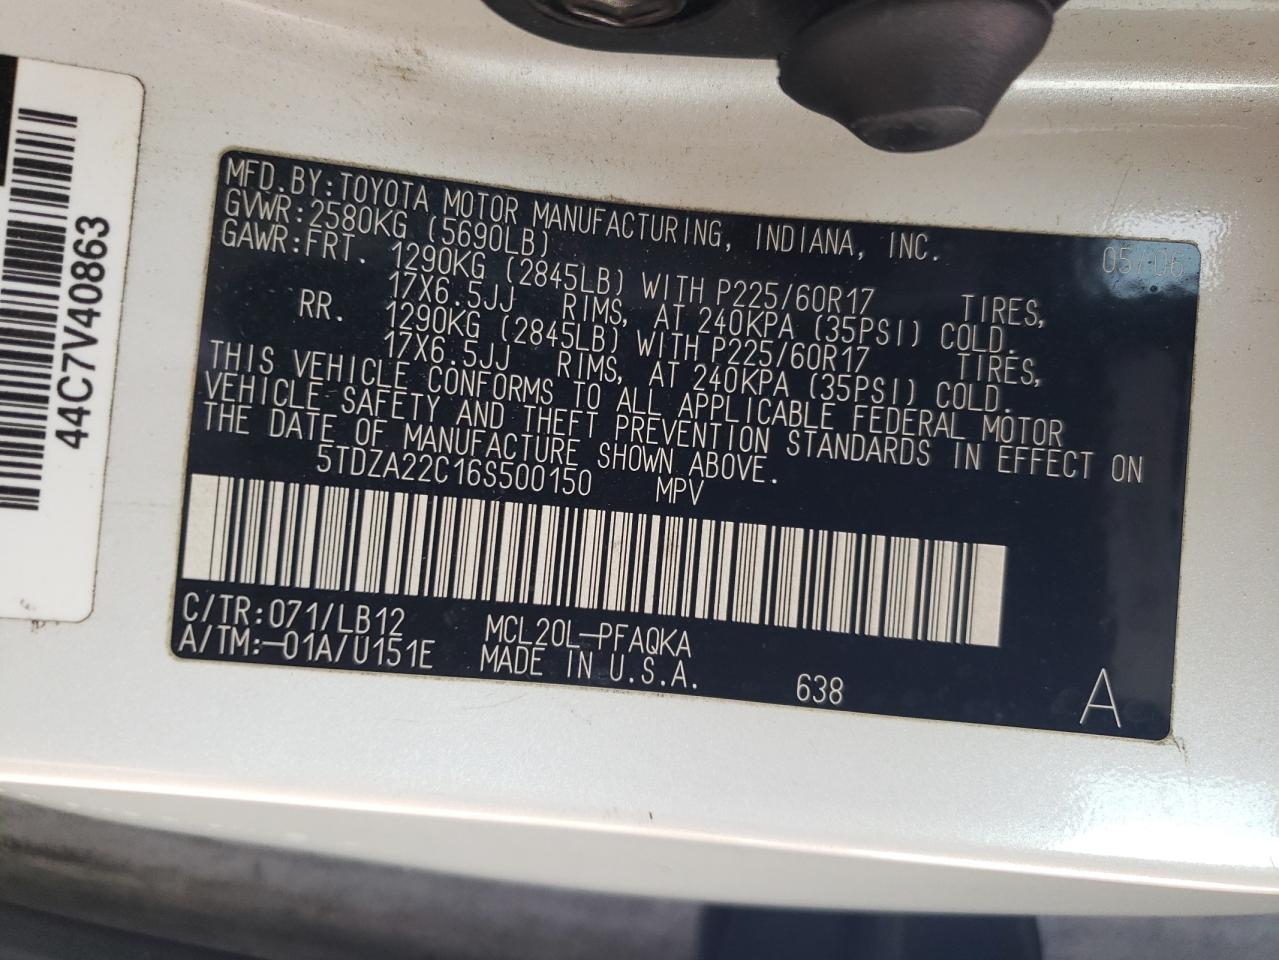 44C7V40863
MFD.BY:TOYOTA MOTOR MANUFACTURING, INDIANA, INC. 05/06
GVWR:2580KG (5690LB)
GAWR:FRT. 1290KG (2845LB) WITH P225/60R17 TIRES,
17X6.5JJ RIMS, AT 240KPA (35PSI) COLD.
RR. 1290KG (2845LB) WITH P225/60R17 TIRES,
17X6.5JJ RIMS, AT 240KPA (35PSI) COLD.
THIS VEHICLE CONFORMS TO ALL APPLICABLE FEDERAL MOTOR
VEHICLE SAFETY AND THEFT PREVENTION STANDARDS IN EFFECT ON
THE DATE OF MANUFACTURE SHOWN ABOVE.
5TDZA22C16S500150 MPV
C/TR:071/LB12 MCL20L-PFAQKA
A/TM:-01A/U151E MADE IN U.S.A. 638 A